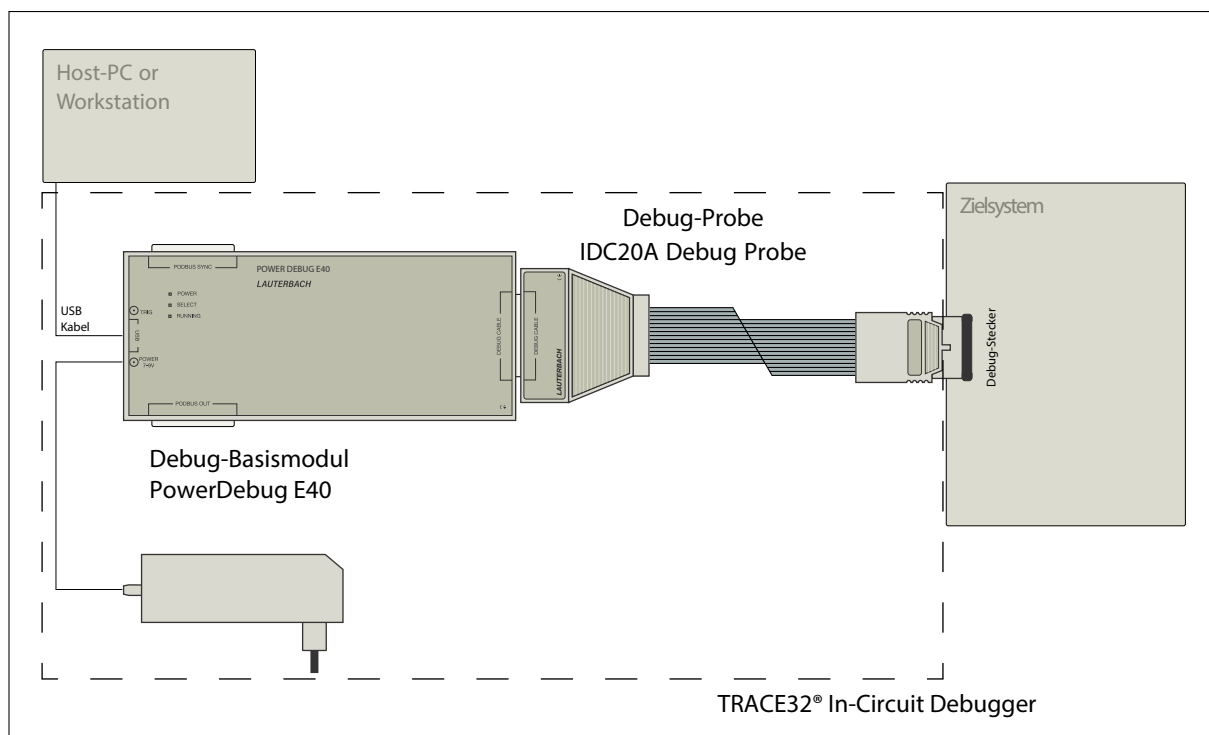 Host-PC or
Workstation
Debug-Probe
IDC20A Debug Probe
Zielsystem
PODBUS SYNC
POWER DEBUG E40
LAUTERBACH
POWER
SELECT
RUNNING
TRIG
USB
Kabel
USB
POWER
7-9V
PODBUS OUT
DEBUG CABLE
DEBUG CABLE
LAUTERBACH
Debug-Stecker
Debug-Basismodul
PowerDebug E40
TRACE32® In-Circuit Debugger